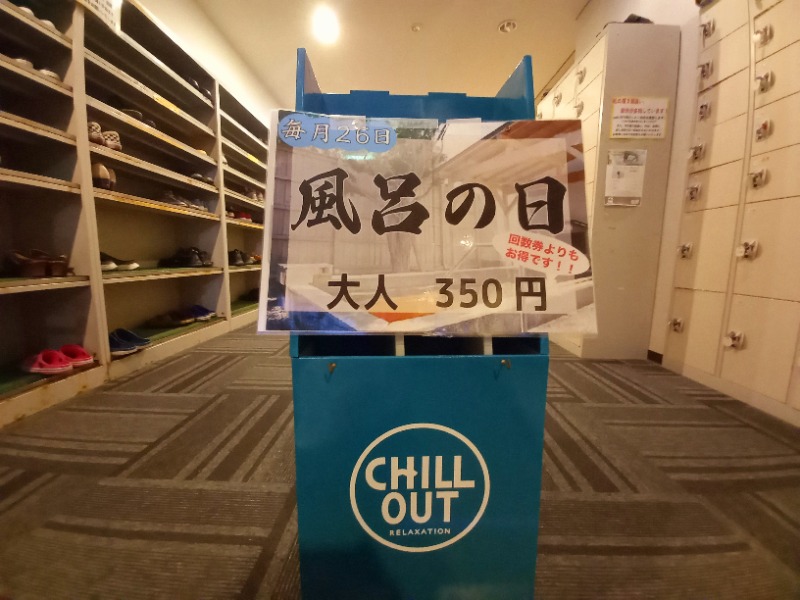 毎月26日
風呂の日
回数券よりも
お得です!!
大人 350円
CHILL
OUT
RELAXATION